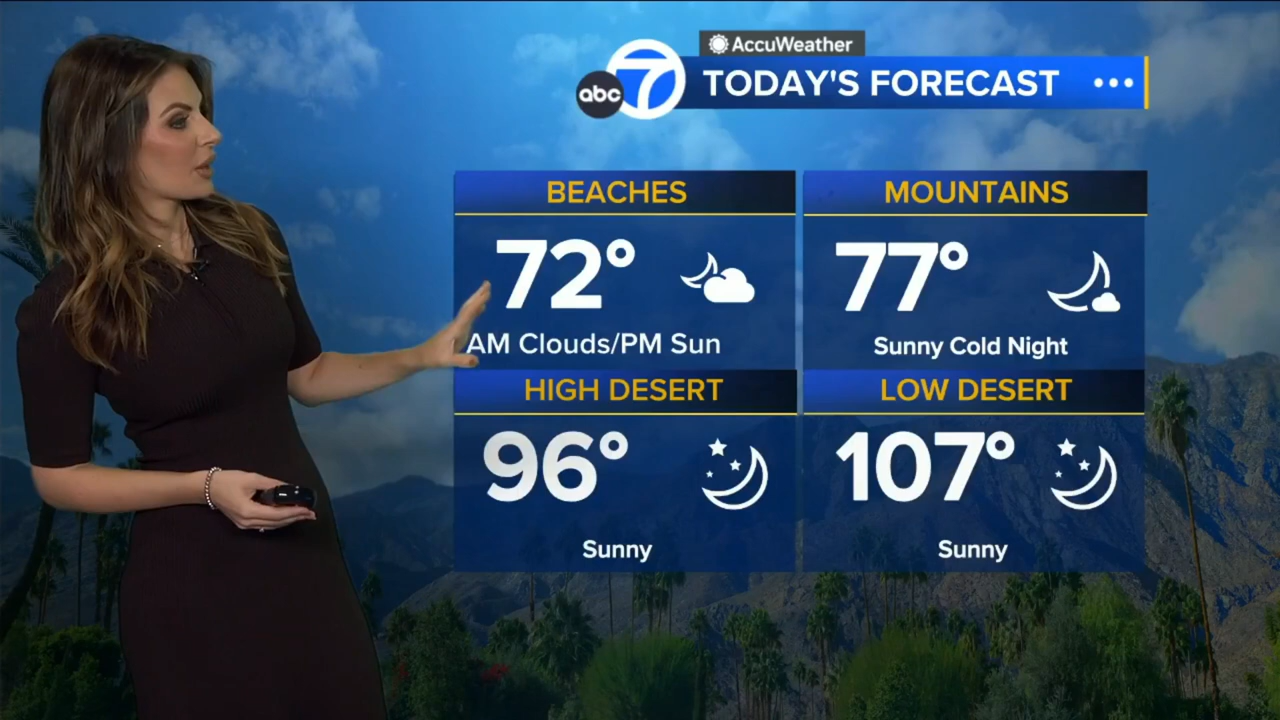 AccuWeather
abc 7 TODAY'S FORECAST
BEACHES
72°
AM Clouds/PM Sun
MOUNTAINS
77°
Sunny Cold Night
HIGH DESERT
96°
Sunny
LOW DESERT
107°
Sunny